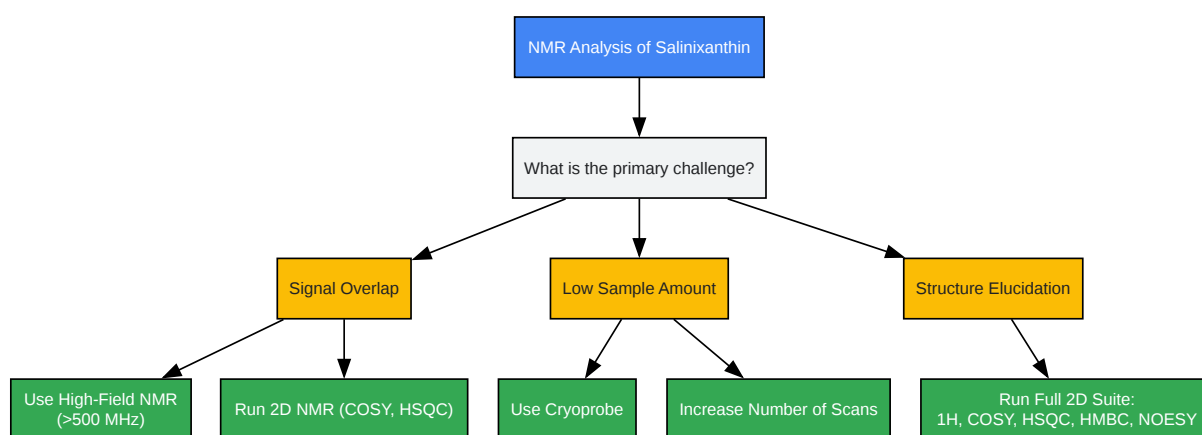 NMR Analysis of Salinixanthin
What is the primary challenge?
Signal Overlap
Low Sample Amount
Structure Elucidation
Use High-Field NMR
(>500 MHz)
Run 2D NMR (COSY, HSQC)
Use Cryoprobe
Increase Number of Scans
Run Full 2D Suite:
1H, COSY, HSQC, HMBC, NOESY